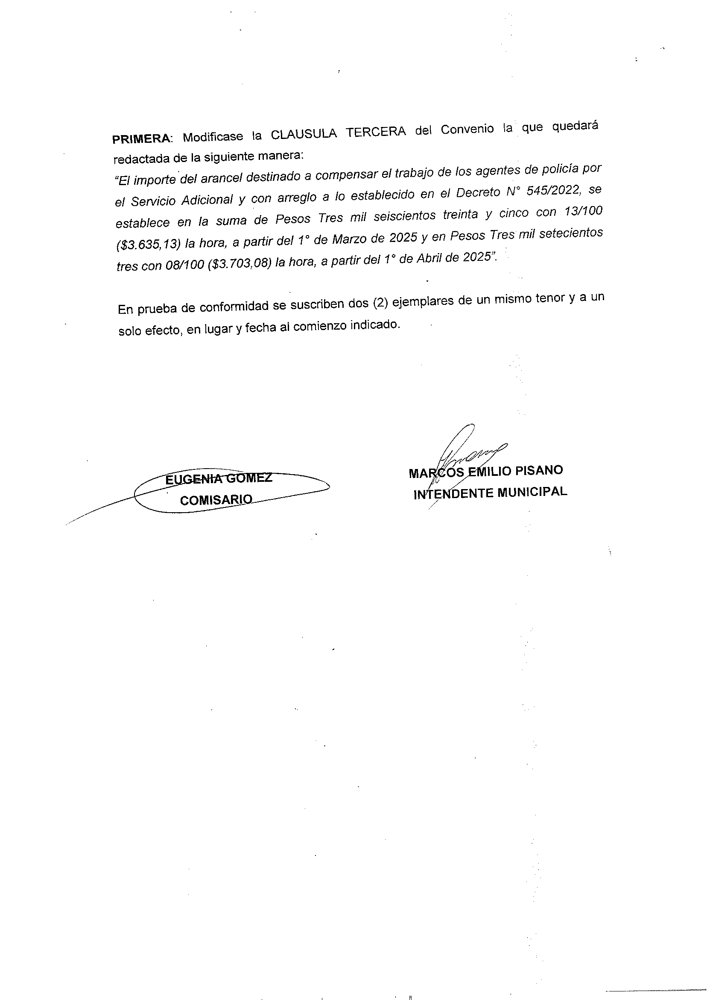 PRIMERA: Modificase la CLAUSULA TERCERA del Convenio la que quedará
redactada de la siguiente manera:
“El importe del arancel destinado a compensar el trabajo de los agentes de policía por
el Servicio Adicional y con arreglo a lo establecido en el Decreto N° 545/2022, se
establece en la suma de Pesos Tres mil seiscientos treinta y cinco con 13/100
($3.635,13) la hora, a partir del 1° de Marzo de 2025 y en Pesos Tres mil setecientos
tres con 08/100 ($3.703,08) la hora, a partir del 1° de Abril de 2025”.
En prueba de conformidad se suscriben dos (2) ejemplares de un mismo tenor y a un
solo efecto, en lugar y fecha al comienzo indicado.
EUGENIA GOMEZ
COMISARIO
MARCOS EMILIO PISANO
INTENDENTE MUNICIPAL